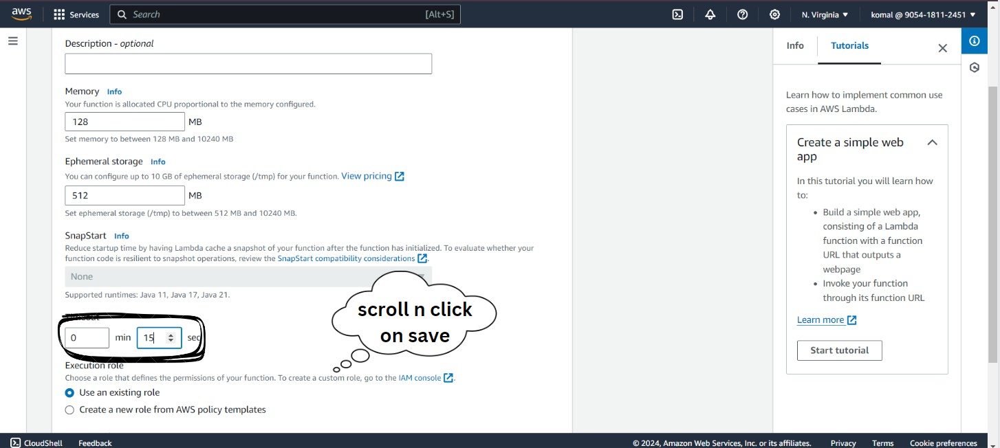 aws
Services
Search
[Alt+S]
N. Virginia
komal @ 9054-1811-2451
Description - optional
Memory Info
Your function is allocated CPU proportional to the memory configured.
128 MB
Set memory to between 128 MB and 10240 MB
Ephemeral storage Info
You can configure up to 10 GB of ephemeral storage (/tmp) for your function. View pricing
512 MB
Set ephemeral storage (/tmp) to between 512 MB and 10240 MB.
SnapStart Info
Reduce startup time by having Lambda cache a snapshot of your function after the function has initialized. To evaluate whether your
function code is resilient to snapshot operations, review the SnapStart compatibility considerations.
None
Supported runtimes: Java 11, Java 17, Java 21.
Timeout
0 min 15 sec
scroll n click
on save
Execution role
Choose a role that defines the permissions of your function. To create a custom role, go to the IAM console.
Use an existing role
Create a new role from AWS policy templates
Info
Tutorials
Learn how to implement common use
cases in AWS Lambda.
Create a simple web
app
In this tutorial you will learn how
to:
• Build a simple web app,
consisting of a Lambda
function with a function
URL that outputs a
webpage
• Invoke your function
through its function URL
Learn more
Start tutorial
CloudShell
Feedback
© 2024, Amazon Web Services, Inc. or its affiliates.
Privacy
Terms
Cookie preferences